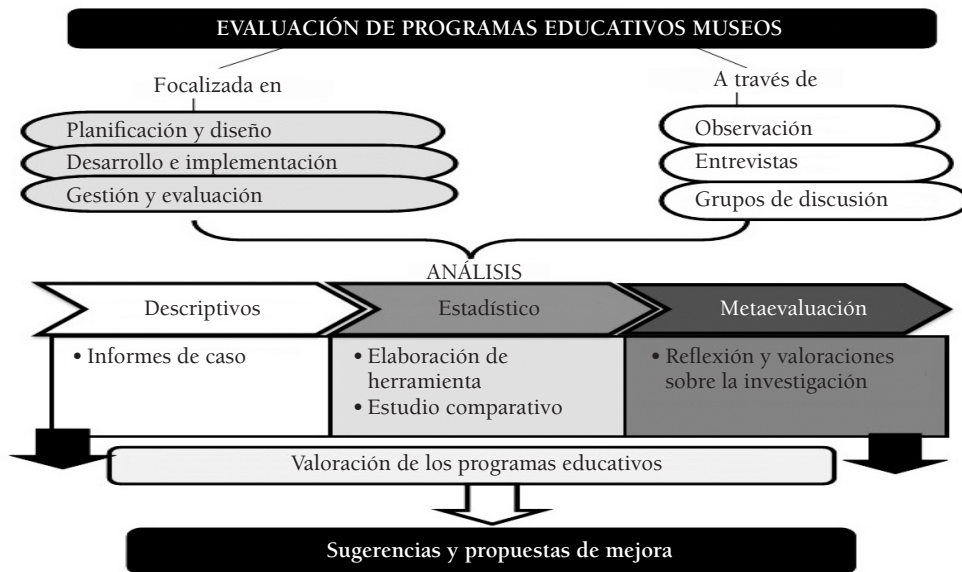 EVALUACIÓN DE PROGRAMAS EDUCATIVOS MUSEOS
Focalizada en
Planificación y diseño
Desarrollo e implementación
Gestión y evaluación
A través de
Observación
Entrevistas
Grupos de discusión
ANÁLISIS
Descriptivos
• Informes de caso
Estadístico
• Elaboración de
herramienta
• Estudio comparativo
Metaevaluación
• Reflexión y valoraciones
sobre la investigación
Valoración de los programas educativos
Sugerencias y propuestas de mejora